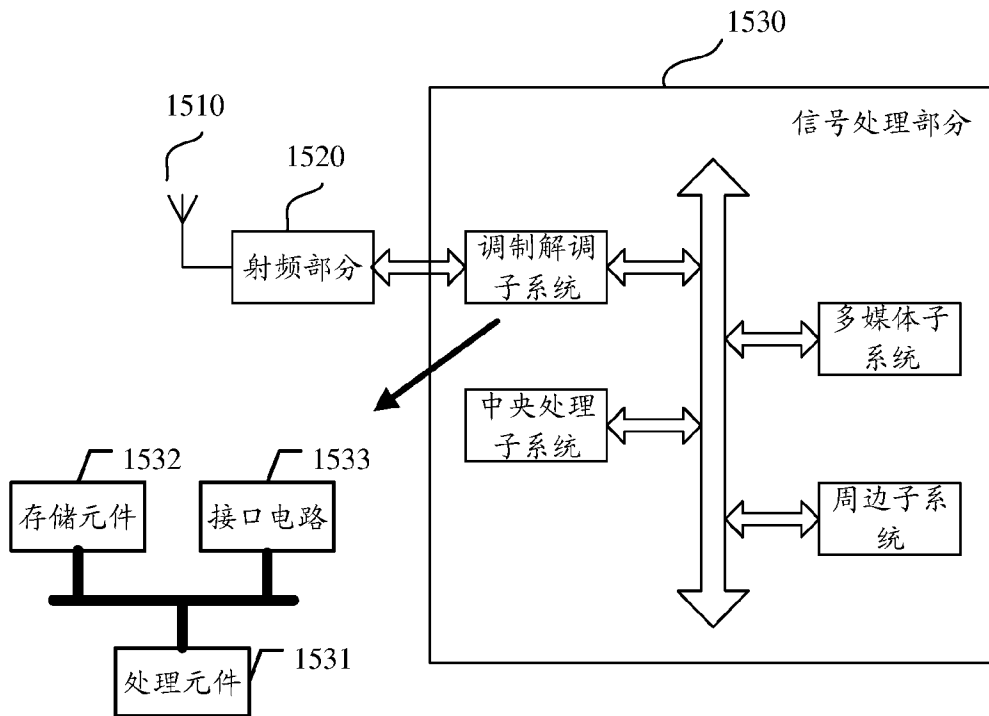 1530
信号处理部分
1510
1520
射频部分
调制解调
子系统
多媒体子
系统
中央处理
子系统
周边子系
统
1532
存储元件
1533
接口电路
1531
处理元件